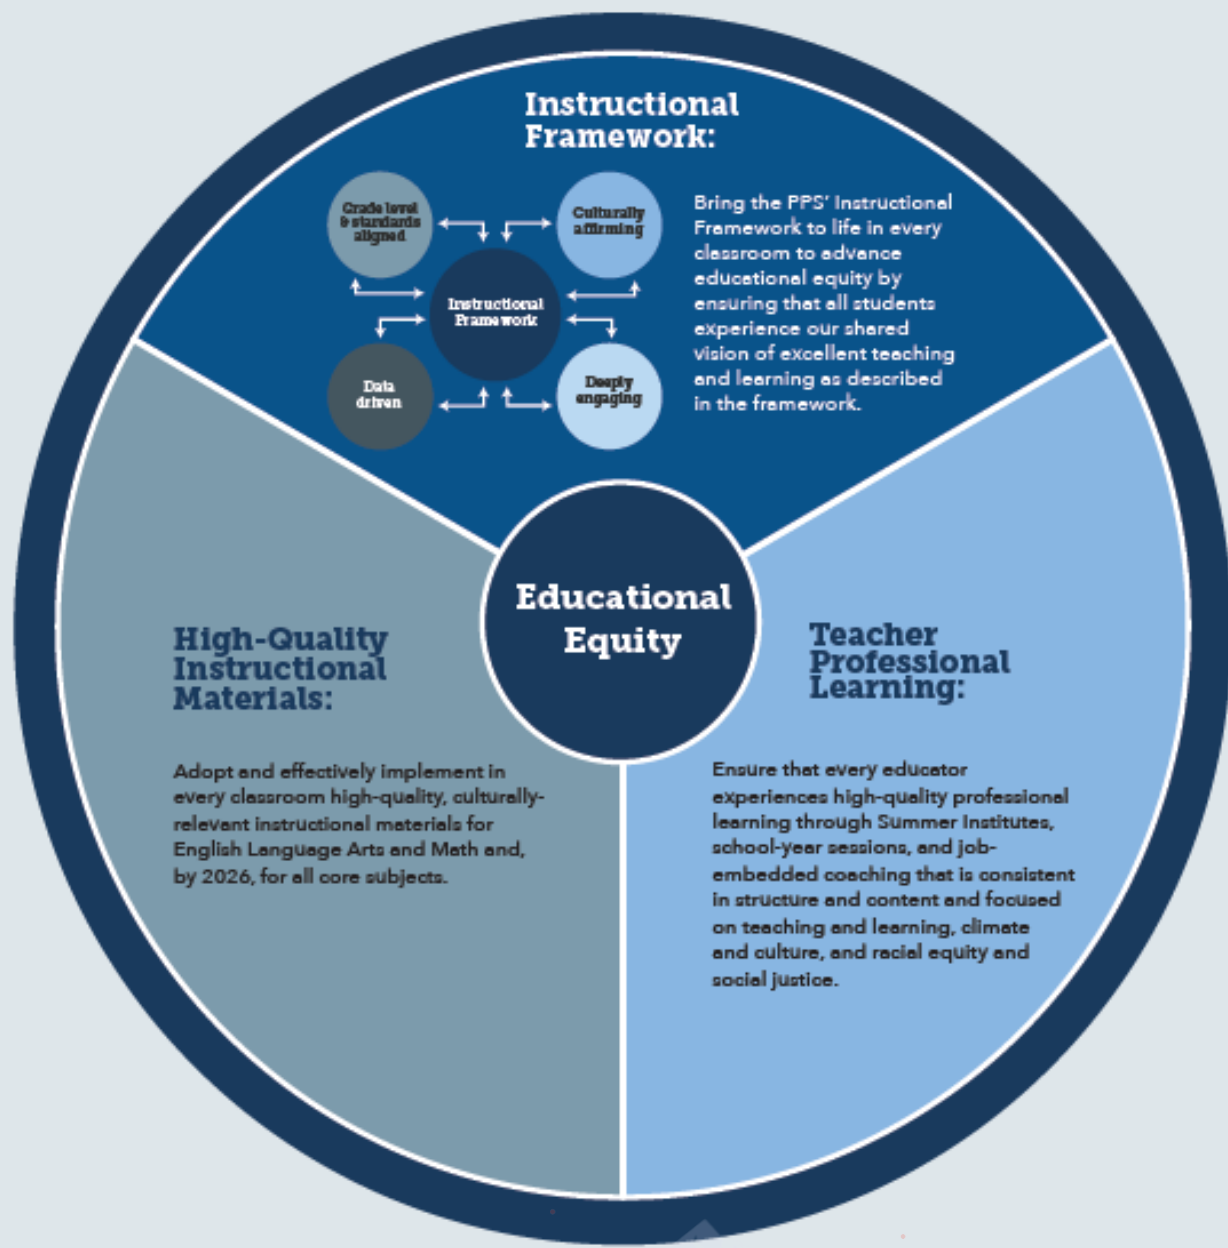 Instructional
Framework:
Grade level
& standards
aligned
Culturally
affirming
Instructional
Framework
Data
driven
Deeply
engaging
Bring the PPS’ Instructional
Framework to life in every
classroom to advance
educational equity by
ensuring that all students
experience our shared
vision of excellent teaching
and learning as described
in the framework.
Educational
Equity
High-Quality
Instructional
Materials:
Adopt and effectively implement in
every classroom high-quality, culturally-
relevant instructional materials for
English Language Arts and Math and,
by 2026, for all core subjects.
Teacher
Professional
Learning:
Ensure that every educator
experiences high-quality professional
learning through Summer Institutes,
school-year sessions, and job-
embedded coaching that is consistent
in structure and content and focused
on teaching and learning, climate
and culture, and racial equity and
social justice.